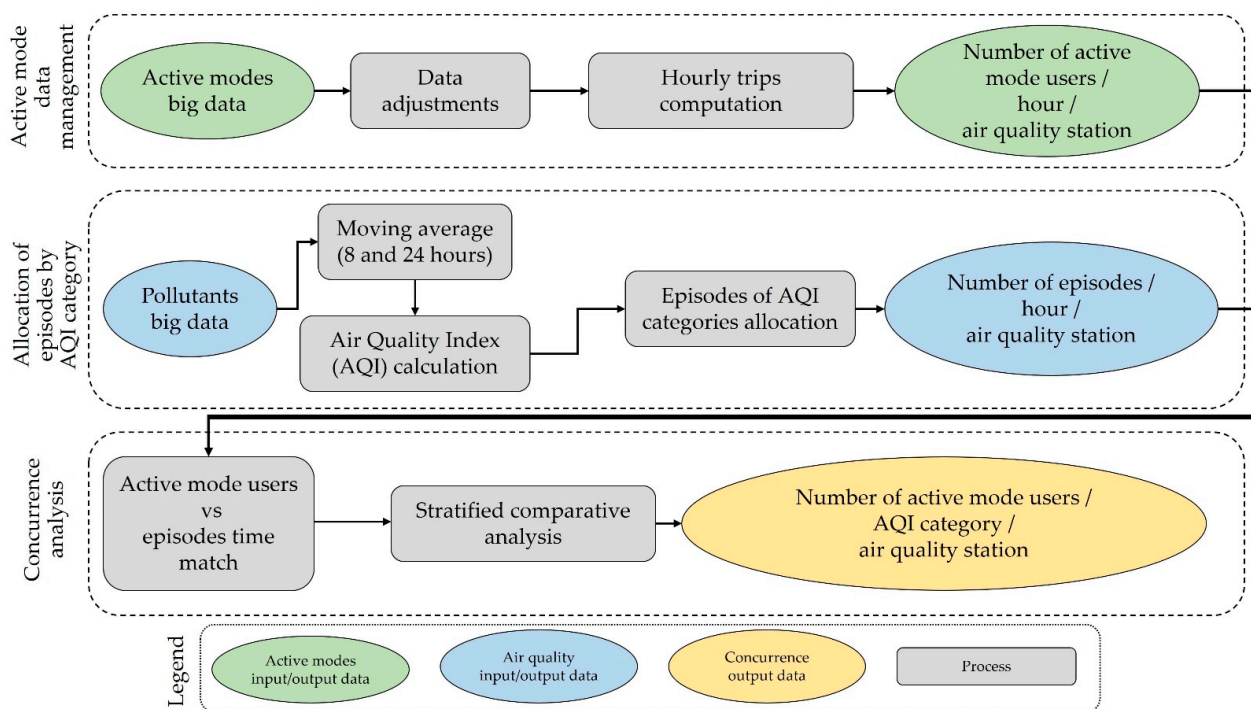 Active mode
data
management
Active modes
big data
Data
adjustments
Hourly trips
computation
Number of active
mode users /
hour /
air quality station
Allocation of
episodes by
AQI category
Pollutants
big data
Moving average
(8 and 24 hours)
Air Quality Index
(AQI) calculation
Episodes of AQI
categories allocation
Number of episodes /
hour /
air quality station
Concurrence
analysis
Active mode users
vs
episodes time
match
Stratified comparative
analysis
Number of active mode users /
AQI category /
air quality station
Legend
Active modes
input/output data
Air quality
input/output data
Concurrence
output data
Process